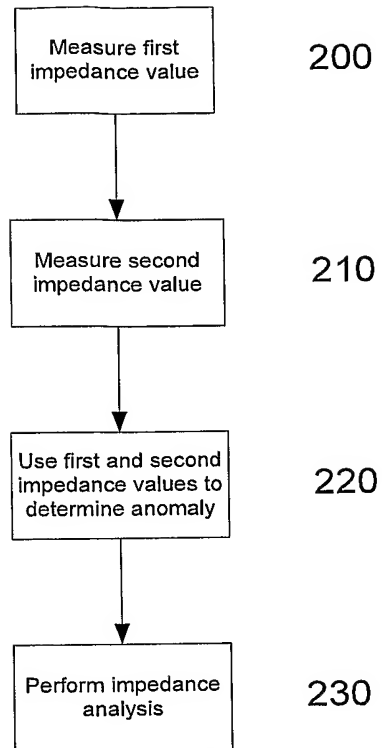 Measure first
impedance value
200
Measure second
impedance value
210
Use first and second
impedance values to
determine anomaly
220
Perform impedance
analysis
230